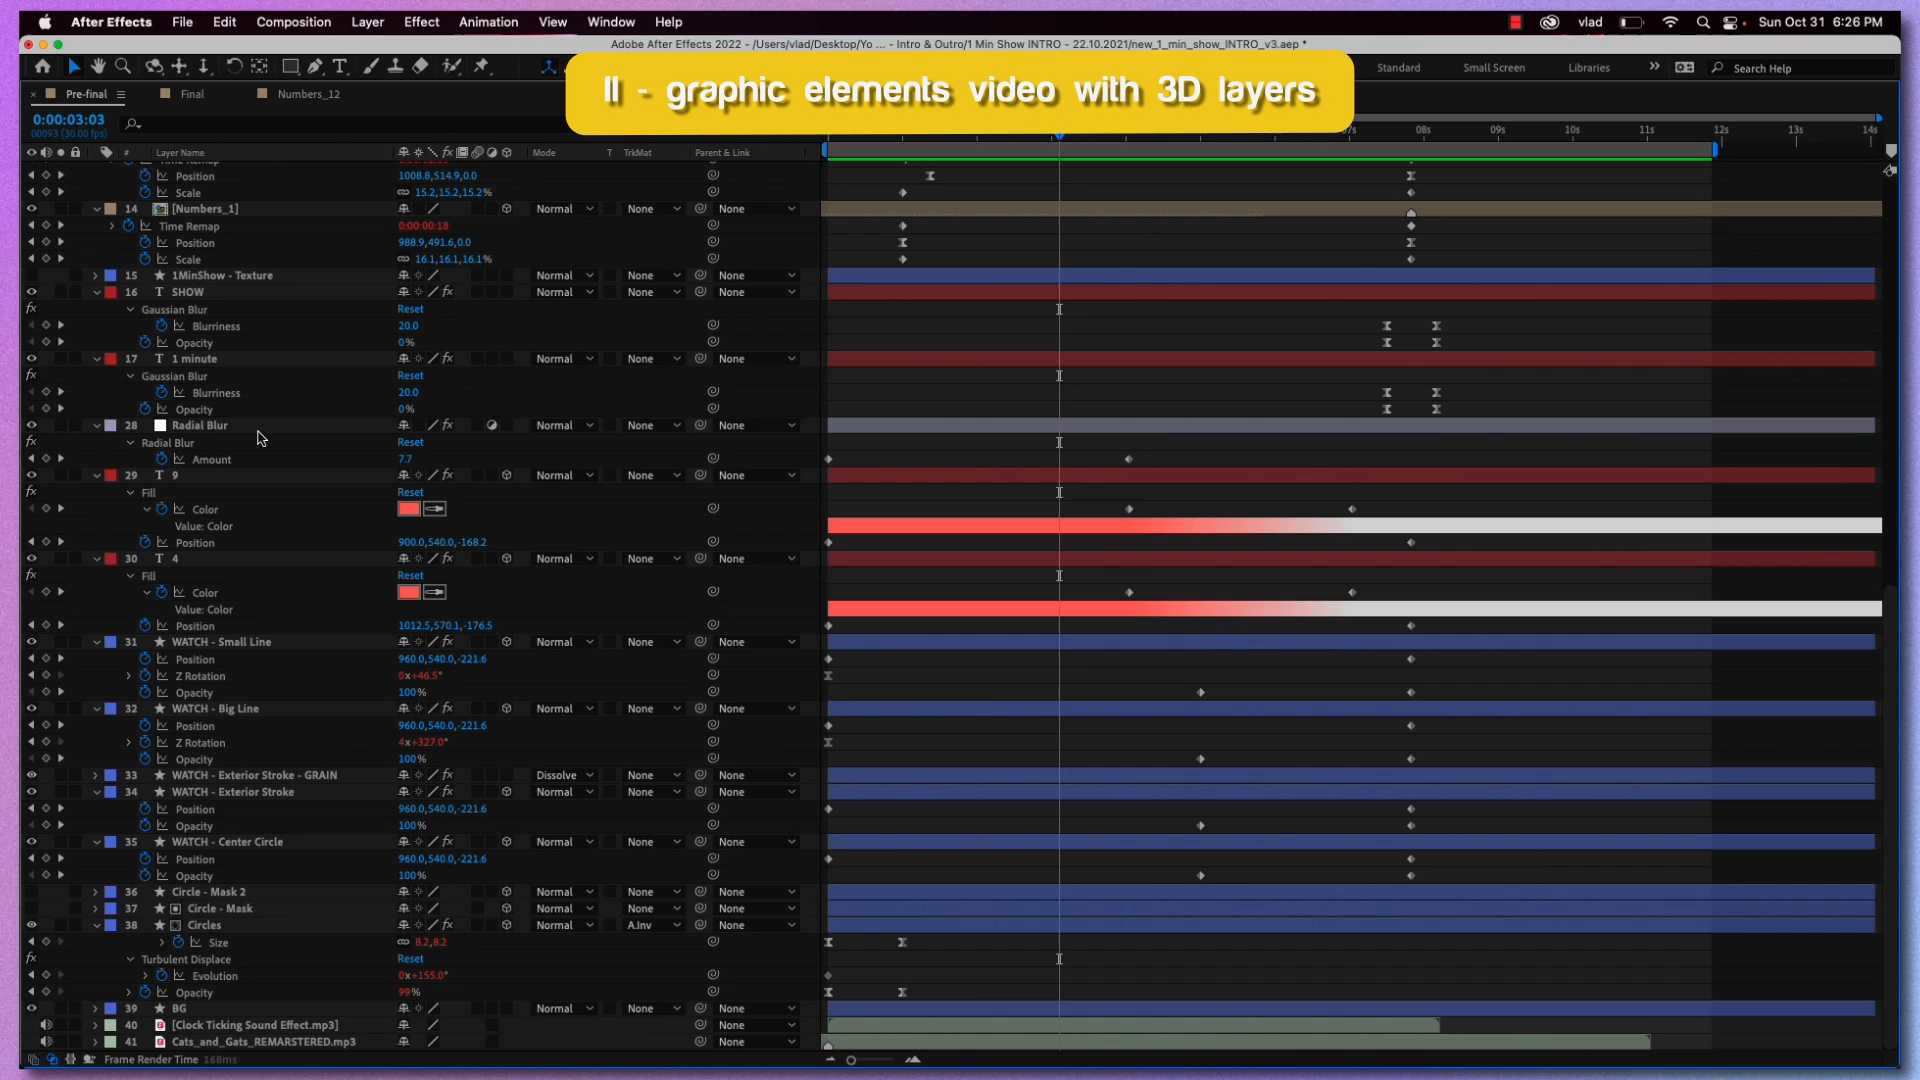 After Effects File Edit Composition Layer Effect Animation View Window Help vlad Sun Oct 31 6:26 PM
Adobe After Effects 2022 - /Users/vlad/Desktop/Yo ... - Intro & Outro/1 Min Show INTRO - 22.10.2021/new_1_min_show_INTRO_v3.aep *
Standard Small Screen Libraries Search Help
II - graphic elements video with 3D layers
Pre-final Final Numbers_12
0:00:03:03
00093 (30.00 fps)
07s 08s 09s 10s 11s 12s 13s 14s
# Layer Name Mode T TrkMat Parent & Link
Time Remap
Position 1008.8,514.9,0.0
Scale 15.2,15.2,15.2%
14 [Numbers_1] Normal None None
Time Remap 0:00:00:18
Position 988.9,491.6,0.0
Scale 16.1,16.1,16.1%
15 1MinShow - Texture Normal None None
16 T SHOW Normal None None
fx Gaussian Blur Reset
Blurriness 20.0
Opacity 0%
17 T 1 minute Normal None None
fx Gaussian Blur Reset
Blurriness 20.0
Opacity 0%
28 Radial Blur Normal None None
fx Radial Blur Reset
Amount 7.7
29 T 9 Normal None None
fx Fill Reset
Color
Value: Color
Position 900.0,540.0,-168.2
30 T 4 Normal None None
fx Fill Reset
Color
Value: Color
Position 1012.5,570.1,-176.5
31 WATCH - Small Line Normal None None
Position 960.0,540.0,-221.6
Z Rotation 0x+46.5°
Opacity 100%
32 WATCH - Big Line Normal None None
Position 960.0,540.0,-221.6
Z Rotation 4x+327.0°
Opacity 100%
33 WATCH - Exterior Stroke - GRAIN Dissolve None None
34 WATCH - Exterior Stroke Normal None None
Position 960.0,540.0,-221.6
Opacity 100%
35 WATCH - Center Circle Normal None None
Position 960.0,540.0,-221.6
Opacity 100%
36 Circle - Mask 2 Normal None None
37 Circle - Mask Normal None None
38 Circles Normal A.Inv None
Size 8.2,8.2
fx Turbulent Displace Reset
Evolution 0x+155.0°
Opacity 99%
39 BG Normal None None
40 [Clock Ticking Sound Effect.mp3] None
41 Cats_and_Gats_REMARSTERED.mp3 None
Frame Render Time 168ms